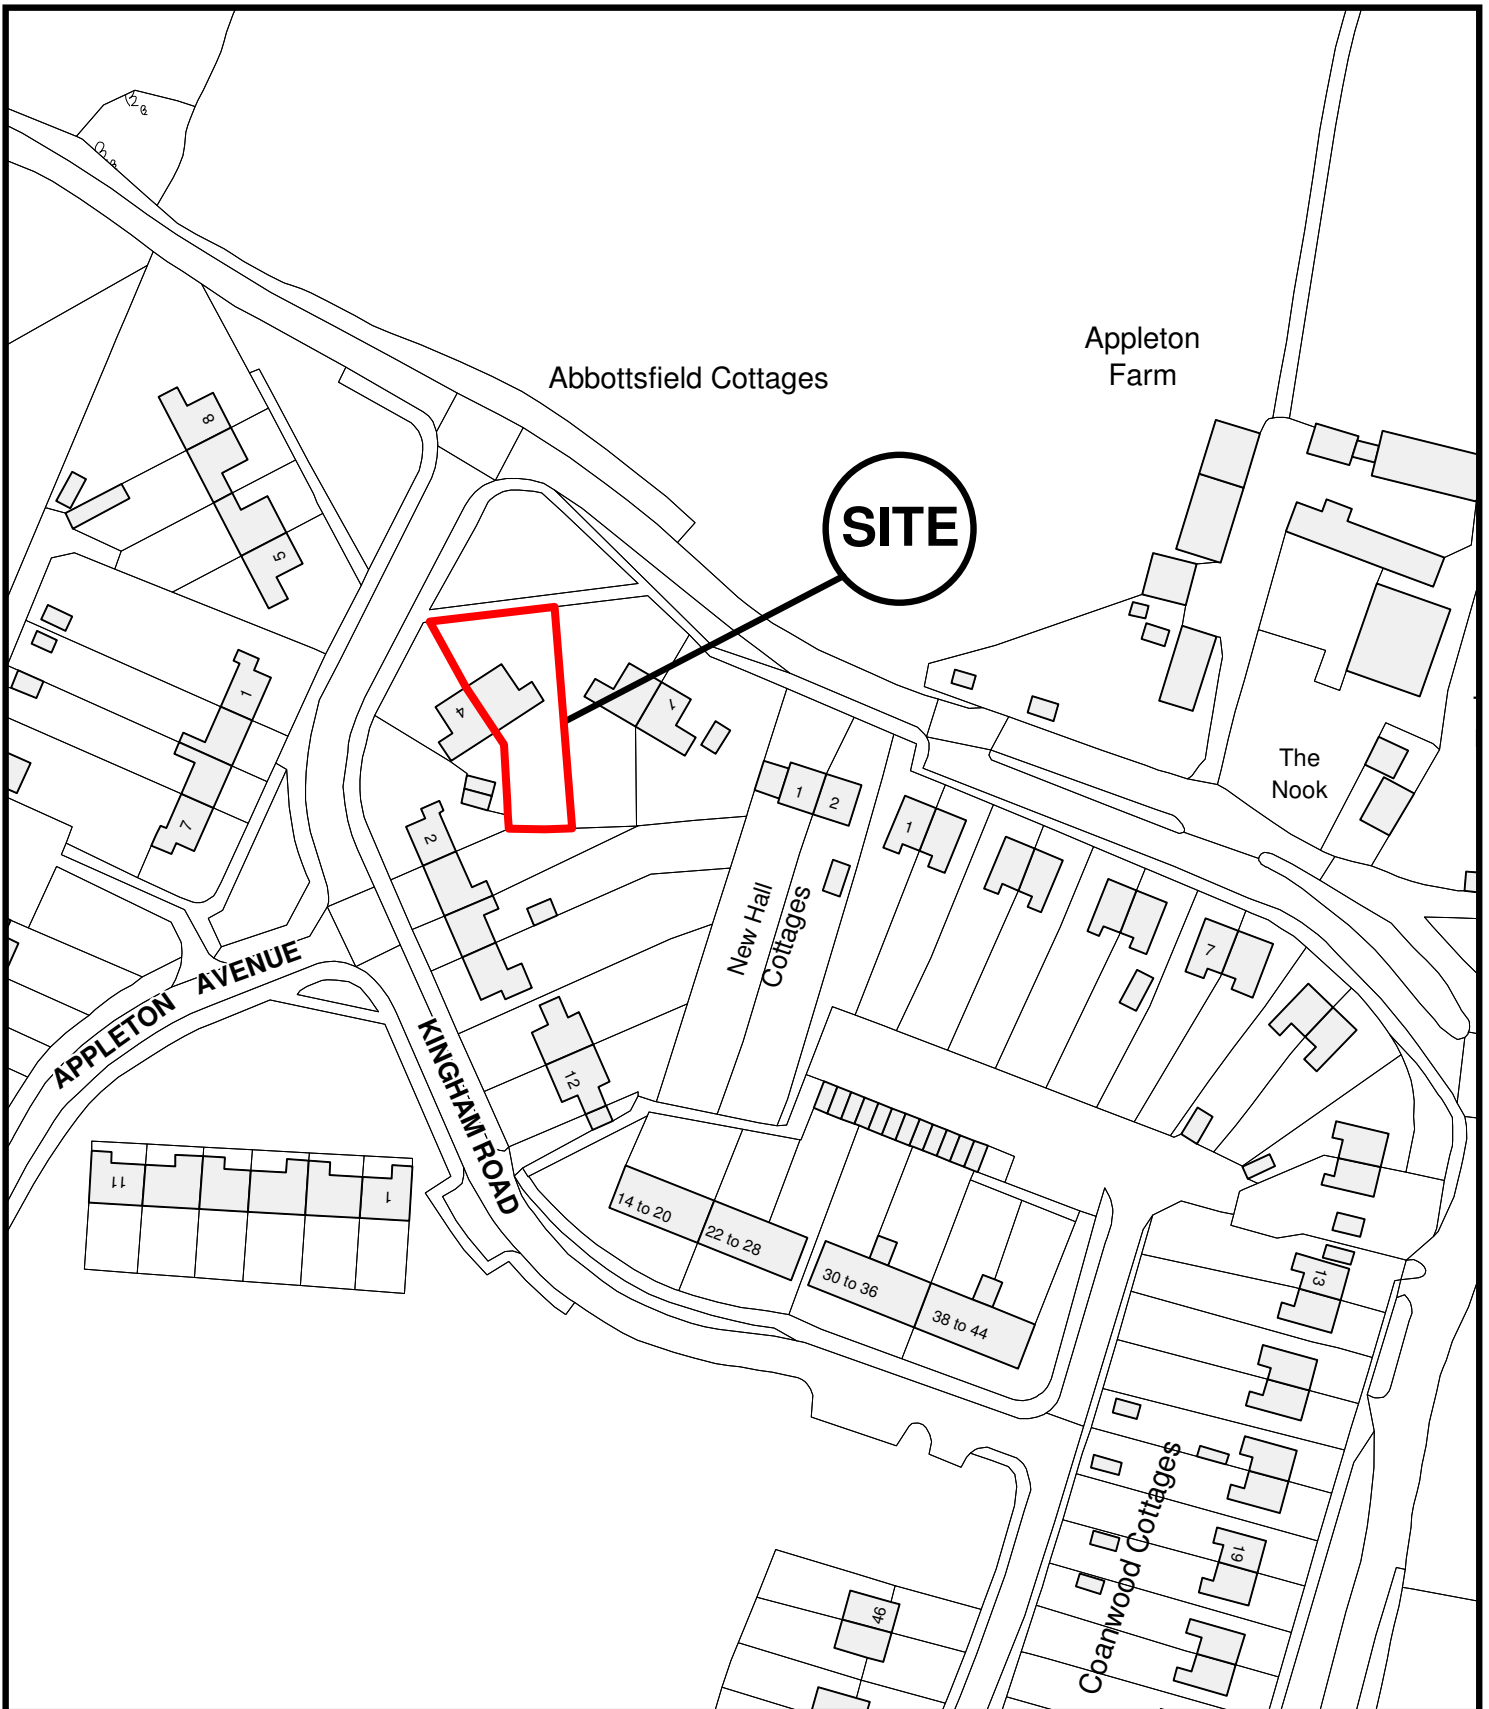 Abbottsfield Cottages
Appleton
Farm
SITE
8
5
1
7
4
1
2
12
1
2
1
7
The
Nook
New Hall
Cottages
APPLETON AVENUE
KINGHAM ROAD
11
1
14 to 20
22 to 28
30 to 36
38 to 44
13
19
46
Coanwood Cottages